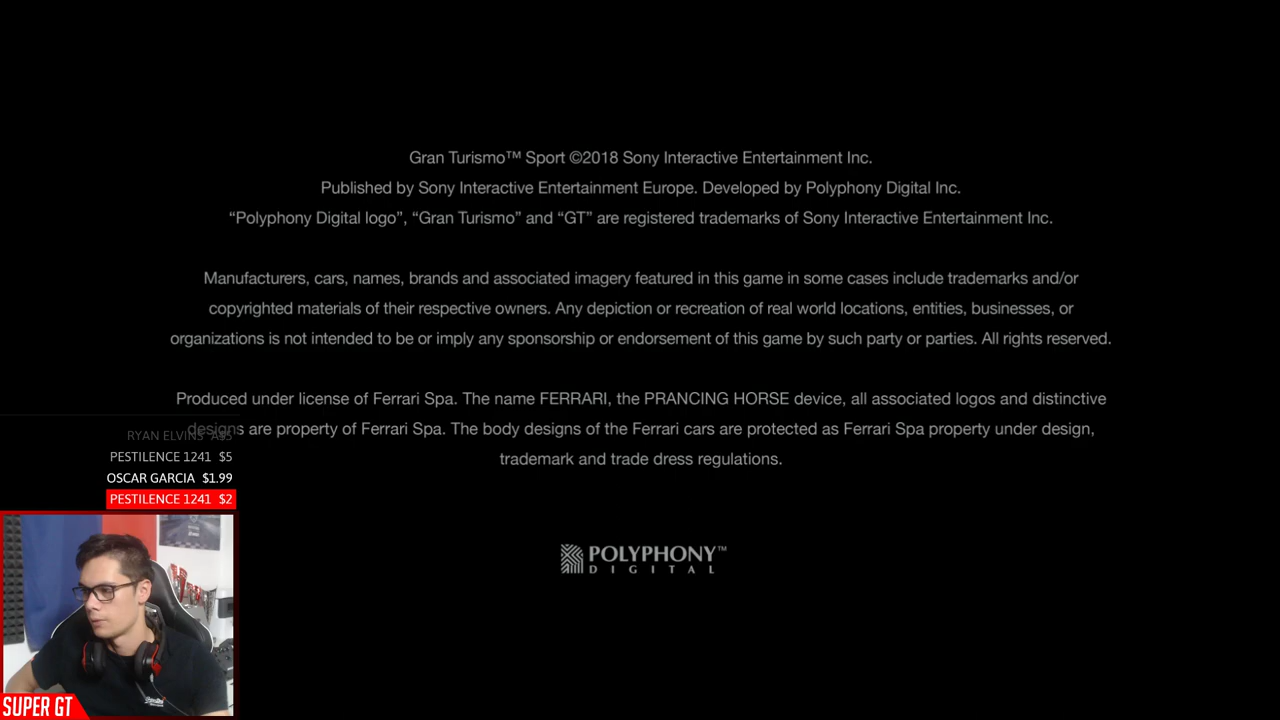 Gran Turismo™ Sport ©2018 Sony Interactive Entertainment Inc.
Published by Sony Interactive Entertainment Europe. Developed by Polyphony Digital Inc.
“Polyphony Digital logo”, “Gran Turismo” and “GT” are registered trademarks of Sony Interactive Entertainment Inc.
Manufacturers, cars, names, brands and associated imagery featured in this game in some cases include trademarks and/or
copyrighted materials of their respective owners. Any depiction or recreation of real world locations, entities, businesses, or
organizations is not intended to be or imply any sponsorship or endorsement of this game by such party or parties. All rights reserved.
Produced under license of Ferrari Spa. The name FERRARI, the PRANCING HORSE device, all associated logos and distinctive
designs are property of Ferrari Spa. The body designs of the Ferrari cars are protected as Ferrari Spa property under design,
trademark and trade dress regulations.
RYAN ELVINS A$5
PESTILENCE 1241 $5
OSCAR GARCIA $1.99
PESTILENCE 1241 $2
POLYPHONY™
DIGITAL
SUPER GT